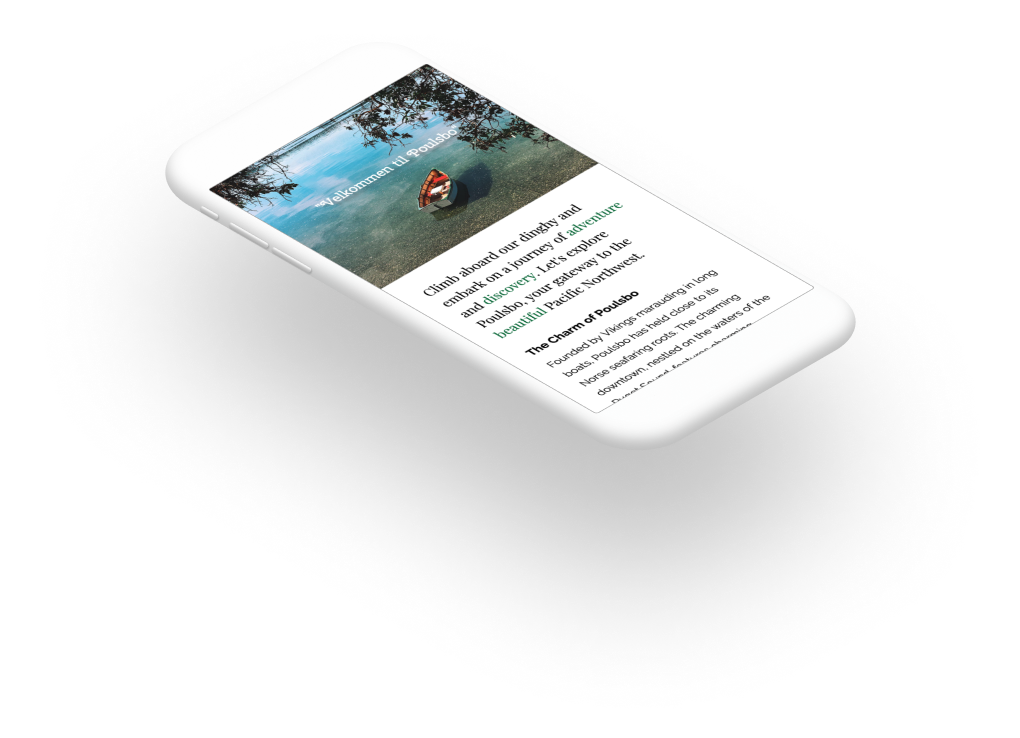 "Velkommen til Poulsbo"
Climb aboard our dinghy and
embark on a journey of adventure
and discovery. Let's explore
Poulsbo, your gateway to the
beautiful Pacific Northwest.
The Charm of Poulsbo
Founded by Vikings marauding in long
boats, Poulsbo has held close to its
Norse seafaring roots. The charming
downtown, nestled on the waters of the